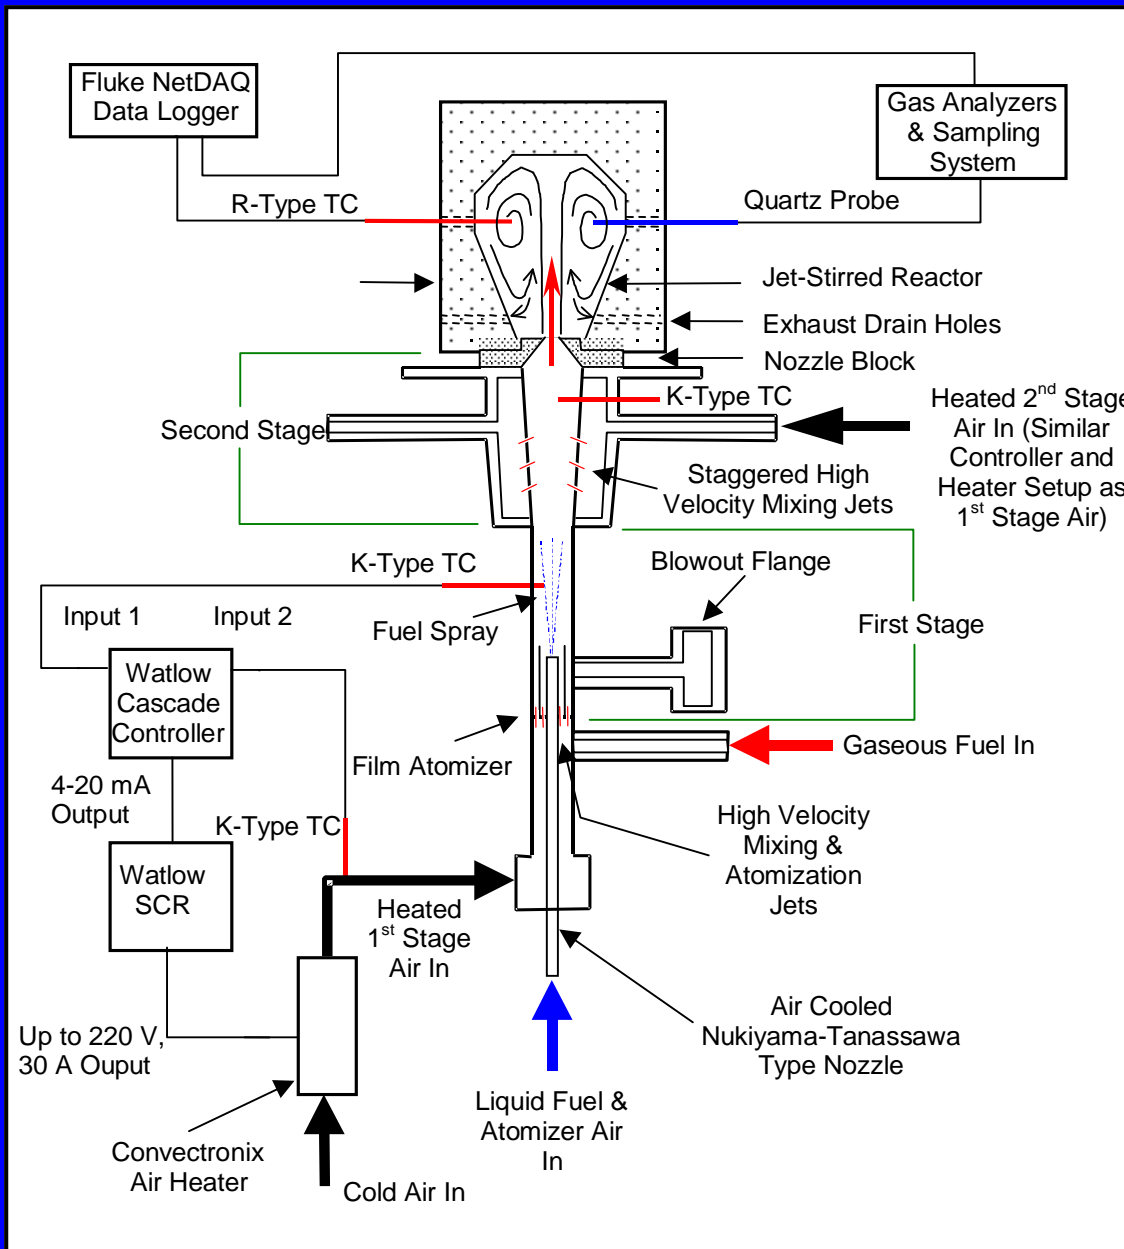 Fluke NetDAQ
Data Logger
Gas Analyzers
& Sampling
System
R-Type TC
Quartz Probe
Jet-Stirred Reactor
Exhaust Drain Holes
Nozzle Block
K-Type TC
Second Stage
Heated 2nd Stage
Air In (Similar
Controller and
Heater Setup as
1st Stage Air)
Staggered High
Velocity Mixing Jets
K-Type TC
Blowout Flange
Input 1
Input 2
Fuel Spray
First Stage
Watlow
Cascade
Controller
Gaseous Fuel In
Film Atomizer
4-20 mA
Output
K-Type TC
High Velocity
Mixing &
Atomization
Jets
Watlow
SCR
Heated
1st Stage
Air In
Air Cooled
Nukiyama-Tanassawa
Type Nozzle
Up to 220 V,
30 A Ouput
Liquid Fuel &
Atomizer Air
In
Convectronix
Air Heater
Cold Air In